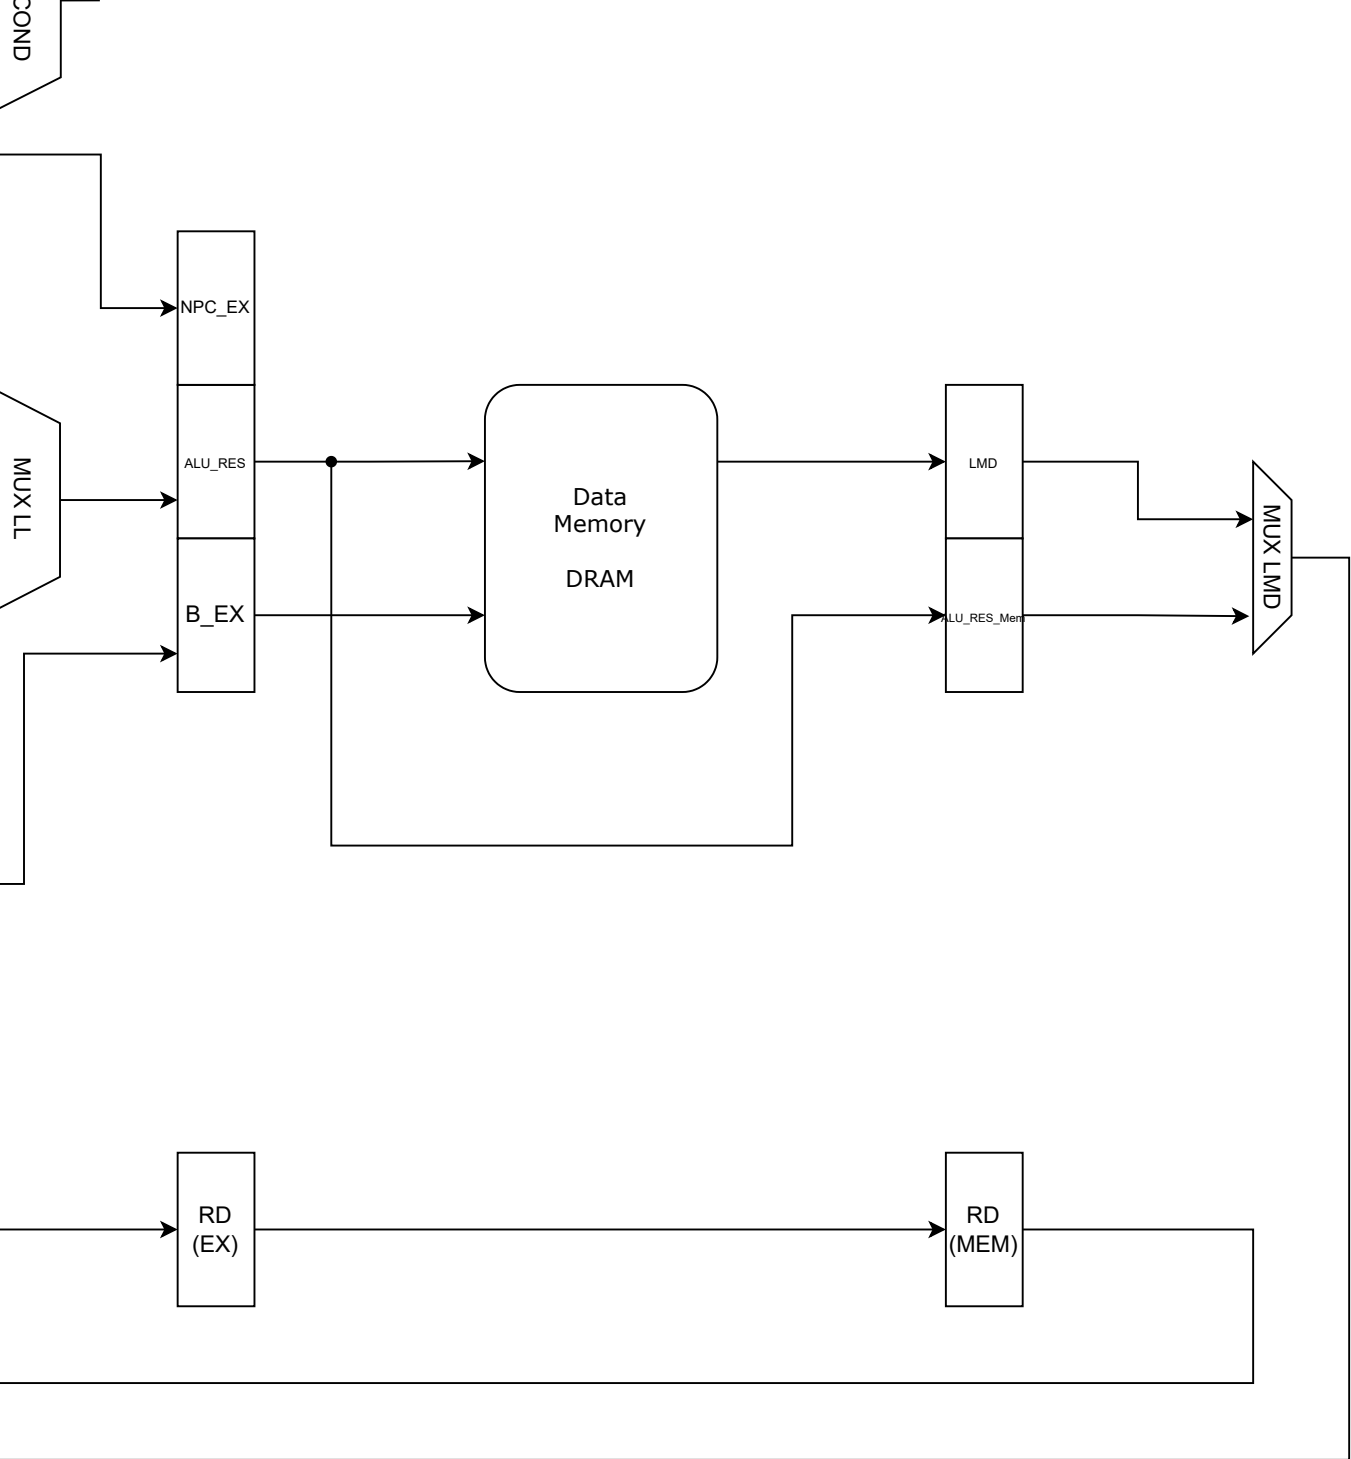 COND
NPC_EX
MUX LL
ALU_RES
B_EX
Data
Memory
DRAM
LMD
ALU_RES_Mem
MUX LMD
RD
(EX)
RD
(MEM)